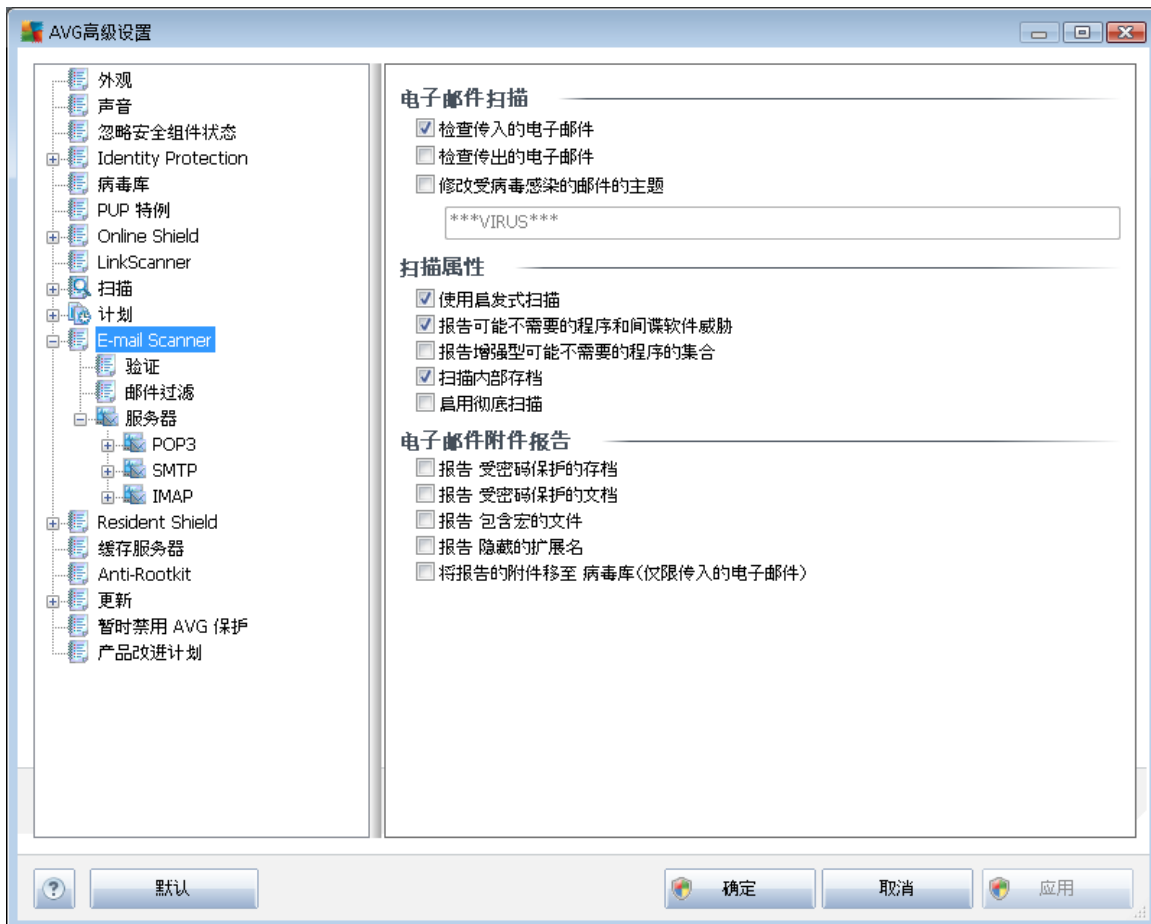 AVG高级设置
外观
声音
忽略安全组件状态
Identity Protection
病毒库
PUP 特例
Online Shield
LinkScanner
扫描
计划
E-mail Scanner
验证
邮件过滤
服务器
POP3
SMTP
IMAP
Resident Shield
缓存服务器
Anti-Rootkit
更新
暂时禁用 AVG 保护
产品改进计划
电子邮件扫描
检查传入的电子邮件
检查传出的电子邮件
修改受病毒感染的邮件的主题
***VIRUS***
扫描属性
使用启发式扫描
报告可能不需要的程序和间谍软件威胁
报告增强型可能不需要的程序的集合
扫描内部存档
启用彻底扫描
电子邮件附件报告
报告 受密码保护的存档
报告 受密码保护的文档
报告 包含宏的文件
报告 隐藏的扩展名
将报告的附件移至 病毒库(仅限传入的电子邮件)
?
默认
确定
取消
应用